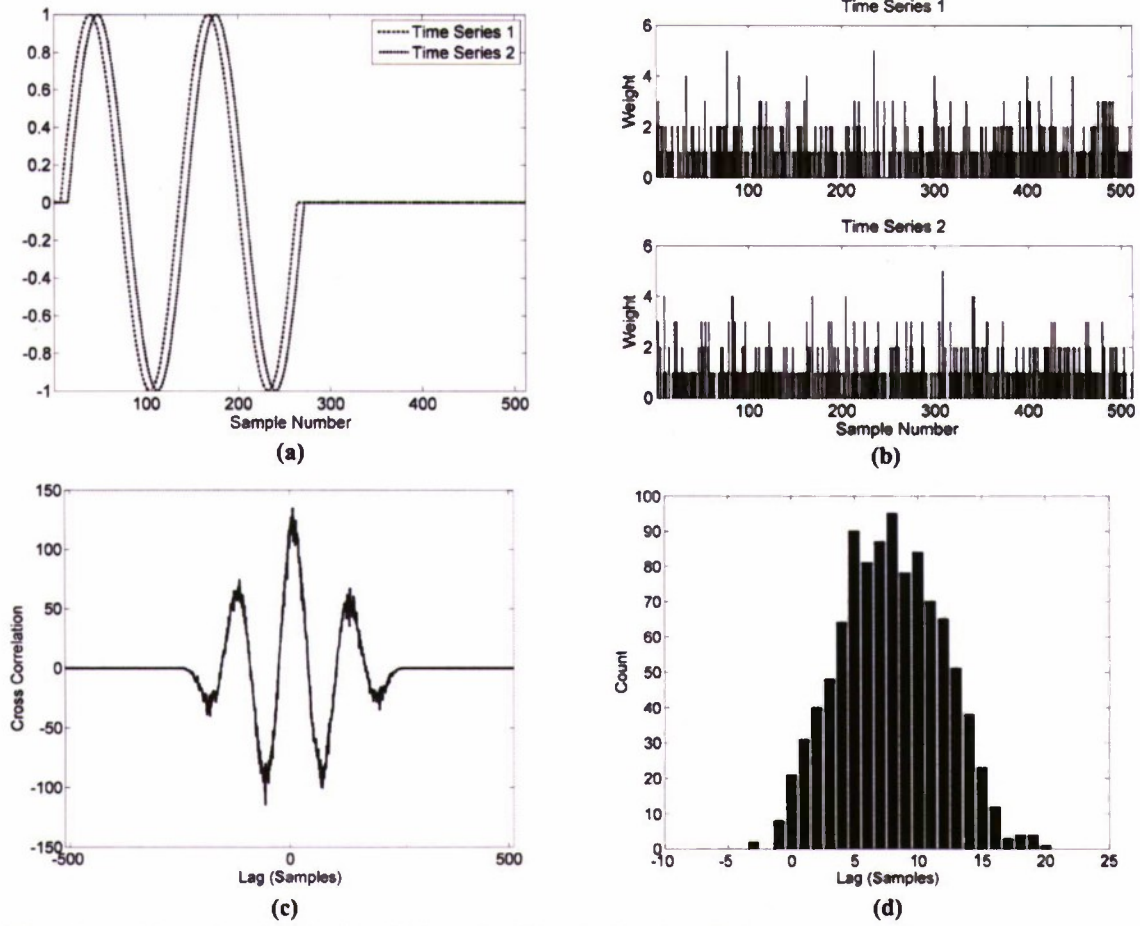 1
0.8
0.6
0.4
0.2
0
-0.2
-0.4
-0.6
-0.8
-1
Time Series 1
Time Series 2
100 200 300 400 500
Sample Number
(a)
Time Series 1
6
4
2
0
Weight
100 200 300 400 500
Time Series 2
6
4
2
0
Weight
100 200 300 400 500
Sample Number
(b)
150
100
50
0
-50
-100
-150
Cross Correlation
-500 0 500
Lag (Samples)
(c)
100
90
80
70
60
50
40
30
20
10
0
Count
-10 -5 0 5 10 15 20 25
Lag (Samples)
(d)